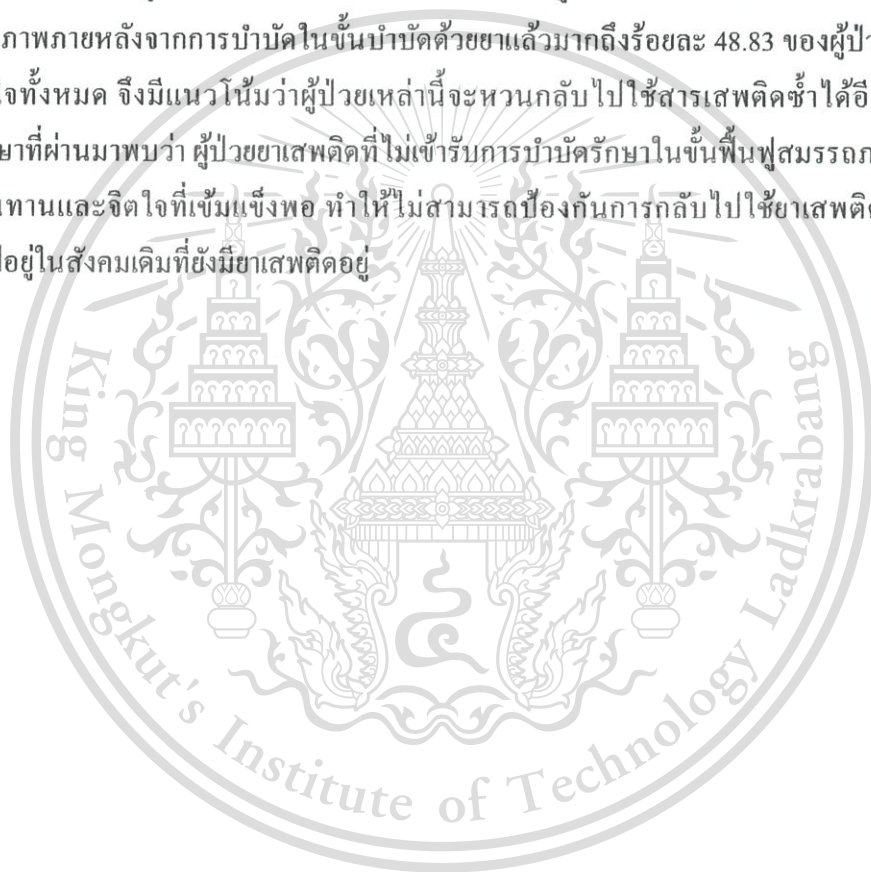 ภาพภายหลังจากการบำบัดในขั้นบำบัดด้วยยาแล้วมากถึงร้อยละ 48.83 ของผู้ป่ว
จทั้งหมด จึงมีแนวโน้มว่าผู้ป่วยเหล่านี้จะหวนกลับไปใช้สารเสพติดซ้ำได้อี
ษาที่ผ่านมาพบว่า ผู้ป่วยยาเสพติดที่ไม่เข้ารับการบำบัดรักษาในขั้นฟื้นฟูสมรรถภ
ทานและจิตใจที่เข้มแข็งพอ ทำให้ไม่สามารถป้องกันการกลับไปใช้ยาเสพติด
อยู่ในสังคมเดิมที่ยังมียาเสพติดอยู่
King Mongkut's Institute of Technology Ladkrabang